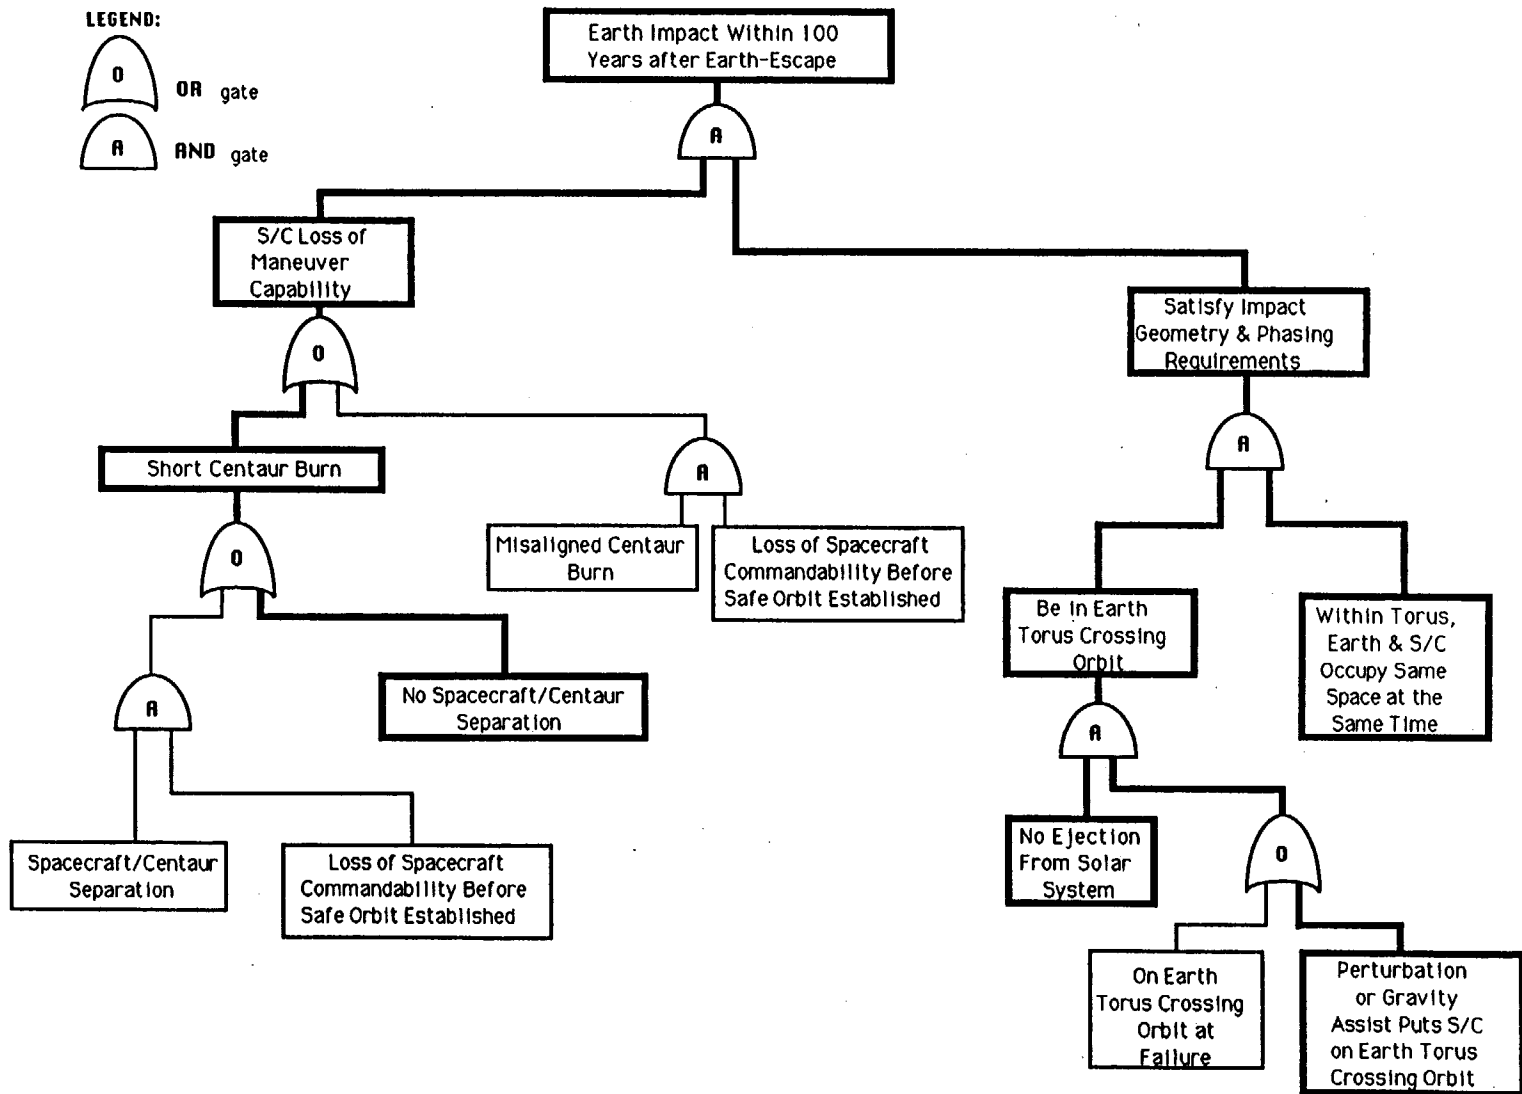 LEGEND:
O
OR gate
A
AND gate
Earth Impact Within 100
Years after Earth-Escape
A
S/C Loss of
Maneuver
Capability
O
Satisfy Impact
Geometry & Phasing
Requirements
A
Short Centaur Burn
O
A
Misaligned Centaur
Burn
Loss of Spacecraft
Commandability Before
Safe Orbit Established
Be in Earth
Torus Crossing
Orbit
Within Torus,
Earth & S/C
Occupy Same
Space at the
Same Time
A
No Spacecraft/Centaur
Separation
A
Spacecraft/Centaur
Separation
Loss of Spacecraft
Commandability Before
Safe Orbit Established
No Ejection
From Solar
System
O
On Earth
Torus Crossing
Orbit at
Failure
Perturbation
or Gravity
Assist Puts S/C
on Earth Torus
Crossing Orbit